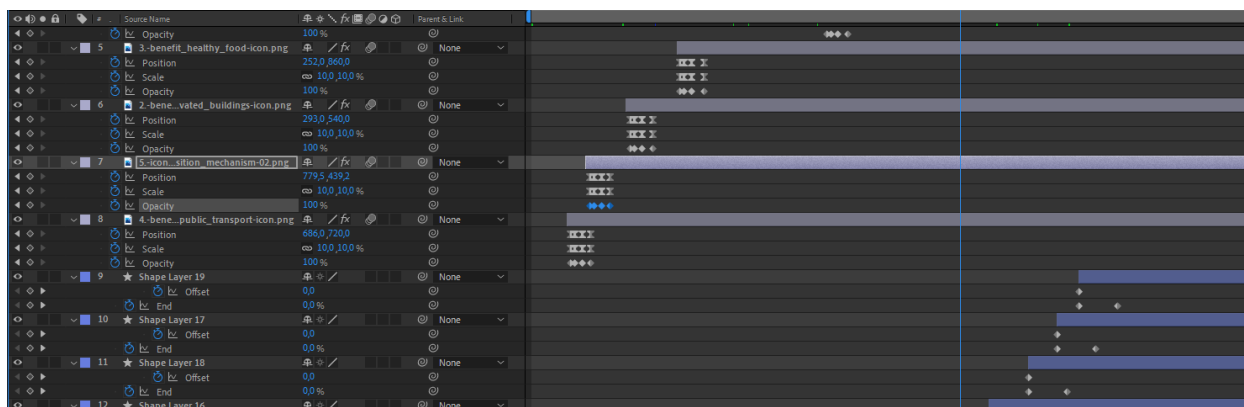 # Source Name Parent & Link
Opacity 100 %
5 3.-benefit_healthy_food-icon.png None
Position 252,0,860,0
Scale 10,0,10,0 %
Opacity 100 %
6 2.-bene...vated_buildings-icon.png None
Position 293,0,540,0
Scale 10,0,10,0 %
Opacity 100 %
7 5.-icon...sition_mechanism-02.png None
Position 779,5,439,2
Scale 10,0,10,0 %
Opacity 100 %
8 4.-bene...public_transport-icon.png None
Position 686,0,720,0
Scale 10,0,10,0 %
Opacity 100 %
9 Shape Layer 19 None
Offset 0,0
End 0,0 %
10 Shape Layer 17 None
Offset 0,0
End 0,0 %
11 Shape Layer 18 None
Offset 0,0
End 0,0 %
12 Shape Layer 16 None